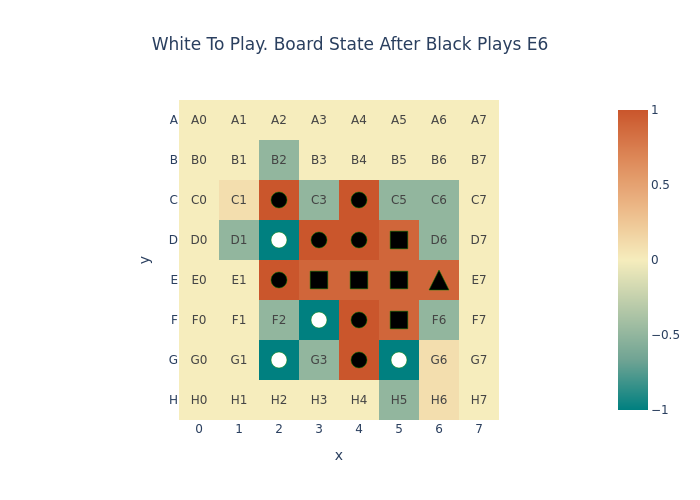 White To Play. Board State After Black Plays E6
A A0 A1 A2 A3 A4 A5 A6 A7
B B0 B1 B2 B3 B4 B5 B6 B7
C C0 C1 C3 C5 C6 C7
D D0 D1 D6 D7
E E0 E1 E7
F F0 F1 F2 F6 F7
G G0 G1 G3 G6 G7
H H0 H1 H2 H3 H4 H5 H6 H7
0 1 2 3 4 5 6 7
x
y
1
0.5
0
−0.5
−1